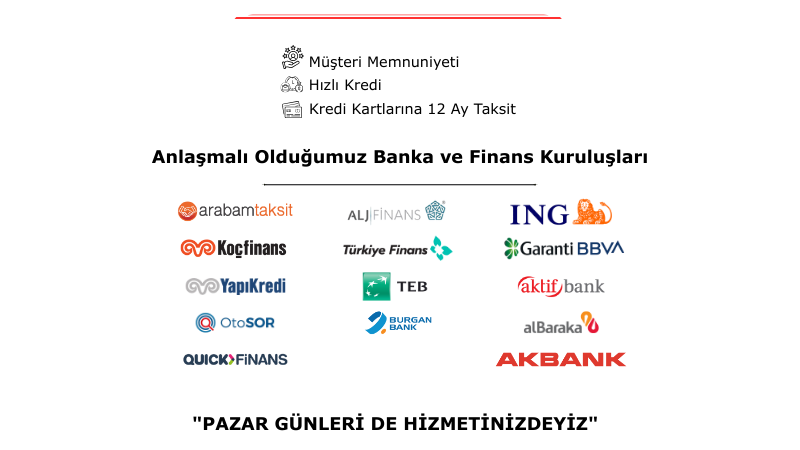 Müşteri Memnuniyeti
Hızlı Kredi
Kredi Kartlarına 12 Ay Taksit
Anlaşmalı Olduğumuz Banka ve Finans Kuruluşları
arabamtaksit ALJ FİNANS ING
Koçfinans Türkiye Finans Garanti BBVA
YapıKredi TEB aktif bank
OtoSOR BURGAN BANK alBaraka
QUICK FİNANS AKBANK
"PAZAR GÜNLERİ DE HİZMETİNİZDEYİZ"